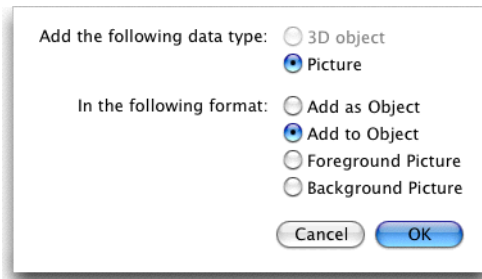 Add the following data type: 3D object
Picture
In the following format: Add as Object
Add to Object
Foreground Picture
Background Picture
Cancel OK